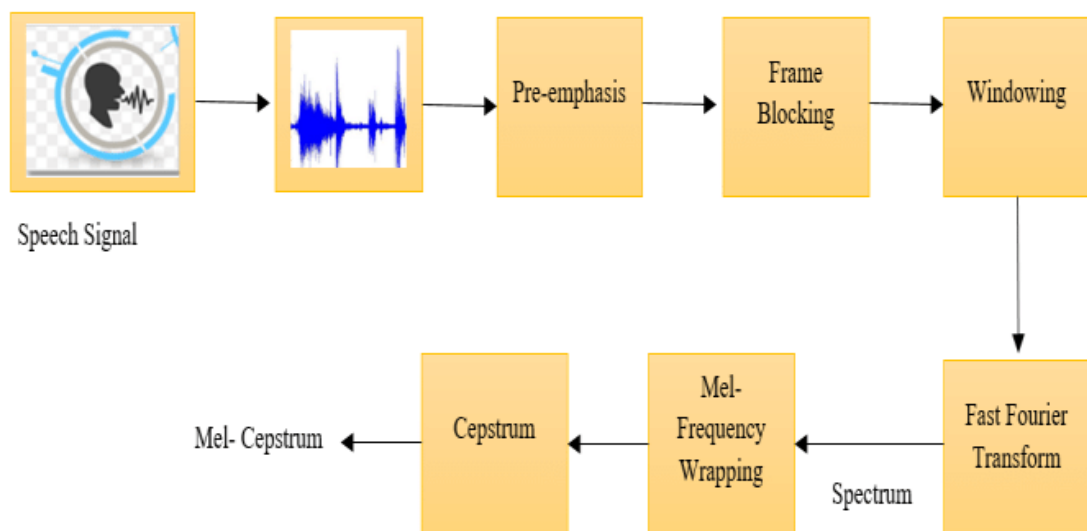 Speech Signal
Pre-emphasis
Frame
Blocking
Windowing
Fast Fourier
Transform
Spectrum
Mel-
Frequency
Wrapping
Cepstrum
Mel- Cepstrum